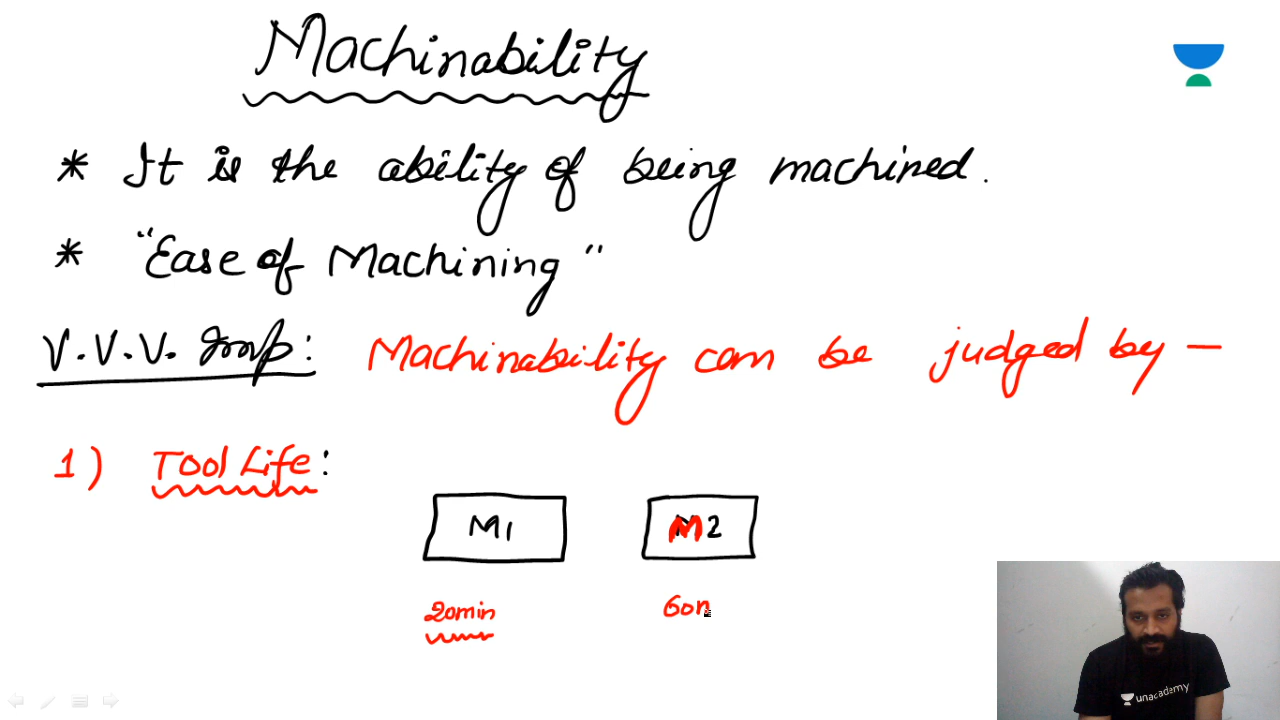 Machinability
* It is the ability of being machined.
* "Ease of Machining"
V.V.V. Imp: Machinability can be judged by —
1) Tool Life:
M1 M2
20min 60m
unacademy